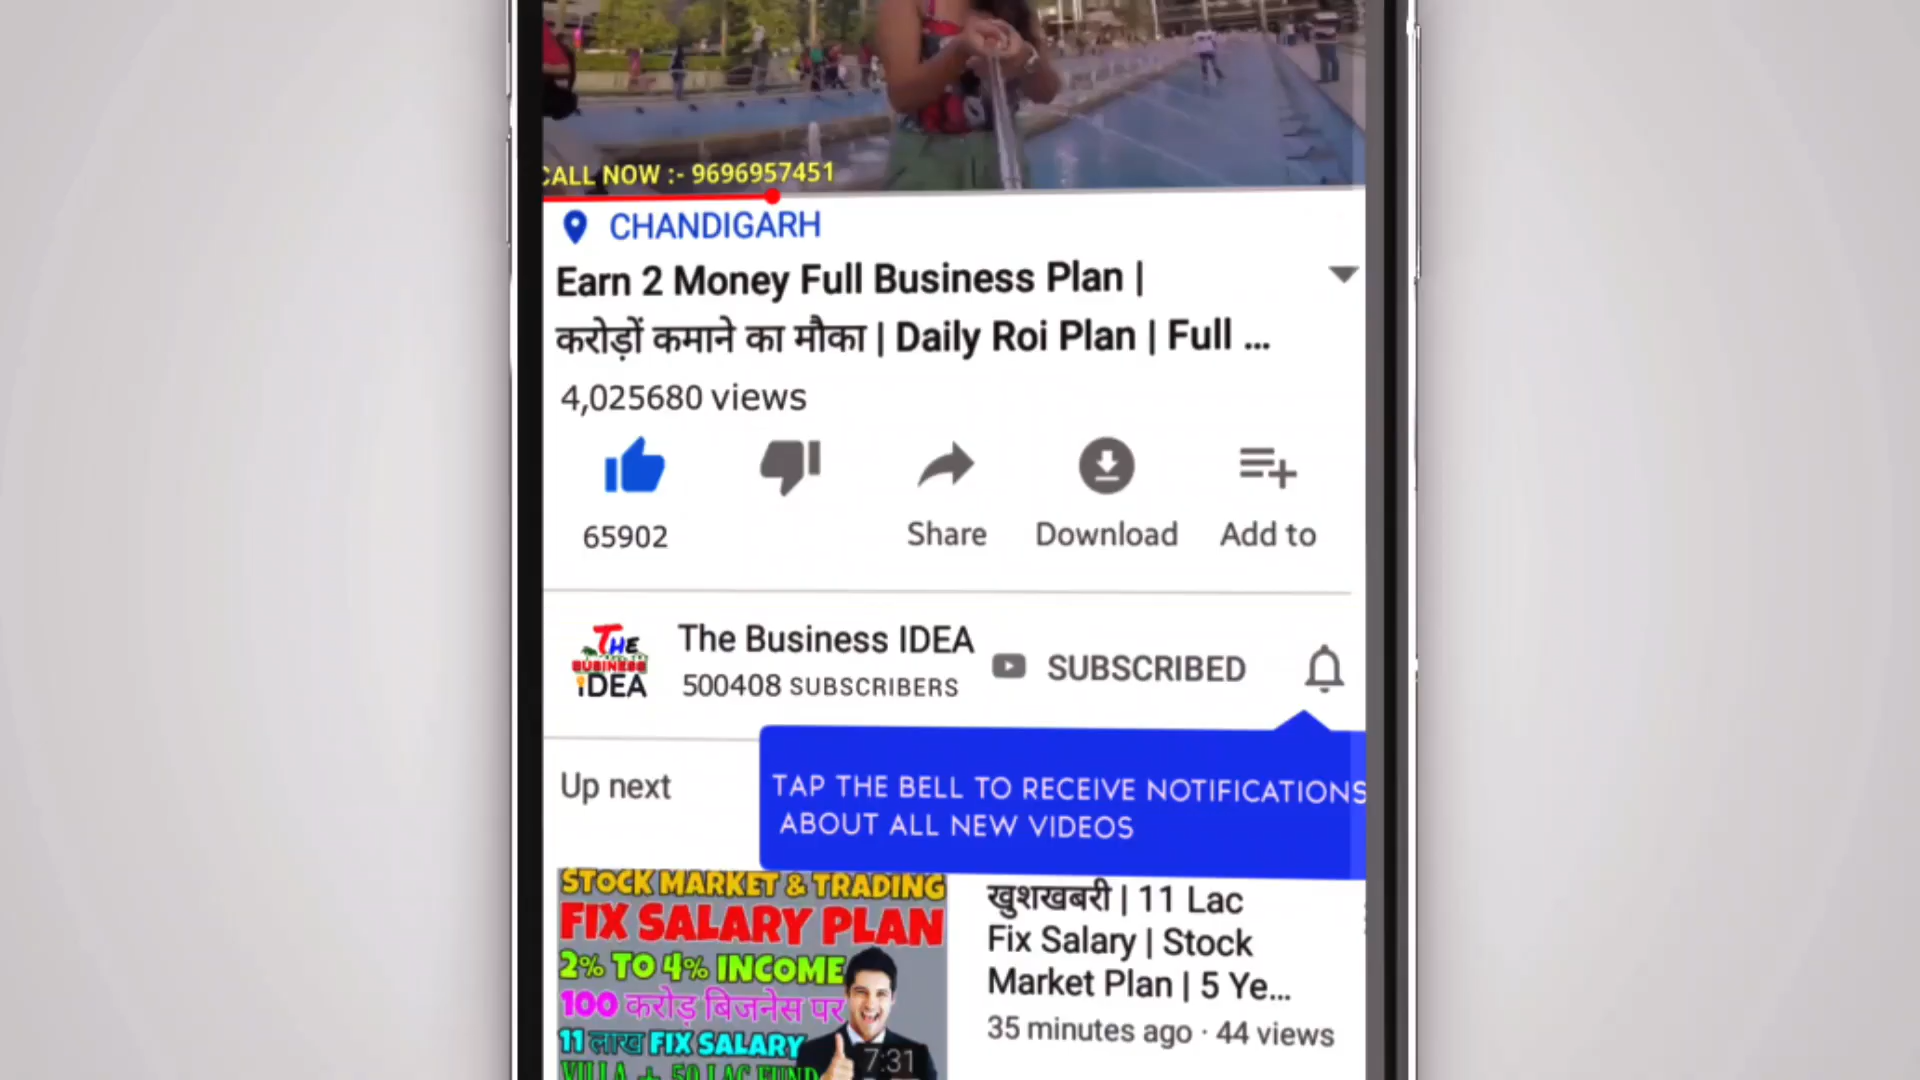 CALL NOW :- 9696957451
CHANDIGARH
Earn 2 Money Full Business Plan |
करोड़ों कमाने का मौका | Daily Roi Plan | Full ...
4,025680 views
65902
Share
Download
Add to
THE
BUSINESS
iDEA
The Business IDEA
500408 SUBSCRIBERS
SUBSCRIBED
TAP THE BELL TO RECEIVE NOTIFICATIONS
ABOUT ALL NEW VIDEOS
Up next
STOCK MARKET & TRADING
FIX SALARY PLAN
2% TO 4% INCOME
100 करोड़ बिजनेस पर
11 लाख FIX SALARY
VILLA + 50 LAC FUND
7:31
खुशखबरी | 11 Lac
Fix Salary | Stock
Market Plan | 5 Ye...
35 minutes ago · 44 views